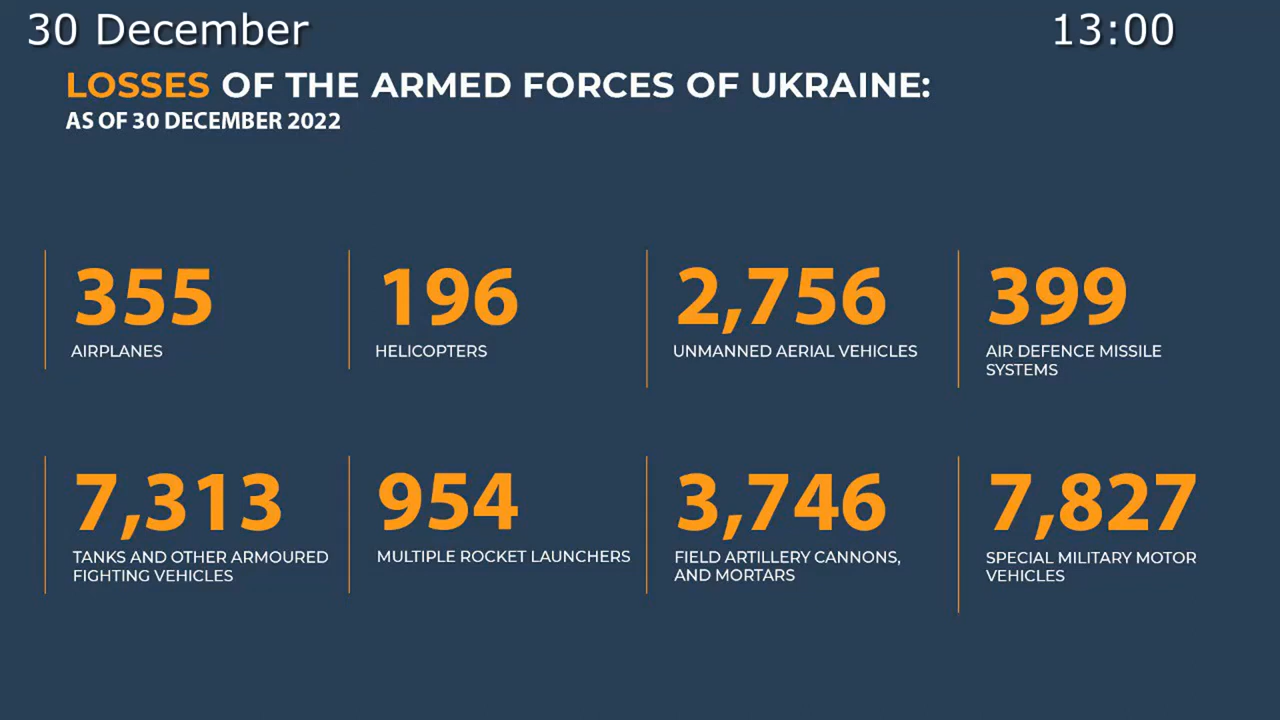 30 December
13:00
LOSSES OF THE ARMED FORCES OF UKRAINE:
AS OF 30 DECEMBER 2022
355
AIRPLANES
196
HELICOPTERS
2,756
UNMANNED AERIAL VEHICLES
399
AIR DEFENCE MISSILE
SYSTEMS
7,313
TANKS AND OTHER ARMOURED
FIGHTING VEHICLES
954
MULTIPLE ROCKET LAUNCHERS
3,746
FIELD ARTILLERY CANNONS,
AND MORTARS
7,827
SPECIAL MILITARY MOTOR
VEHICLES